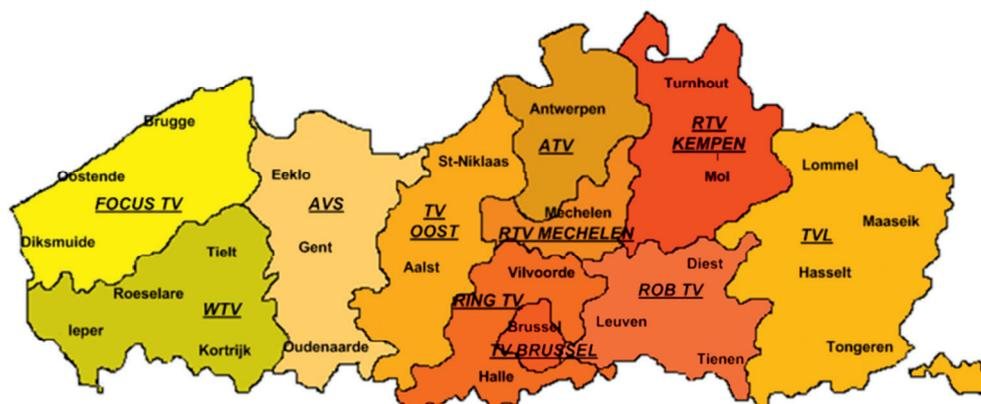 Brugge
Oostende
FOCUS TV
Diksmuide
Tielt
Roeselare
WTV
Ieper
Kortrijk
Eeklo
AVS
Gent
Oudenaarde
St-Niklaas
TV
OOST
Aalst
Antwerpen
ATV
Mechelen
RTV MECHELEN
Vilvoorde
RING TV
Brussel
TV BRUSSEL
Halle
Turnhout
RTV
KEMPEN
Mol
Diest
ROB TV
Leuven
Tienen
Lommel
Maaseik
TVL
Hasselt
Tongeren